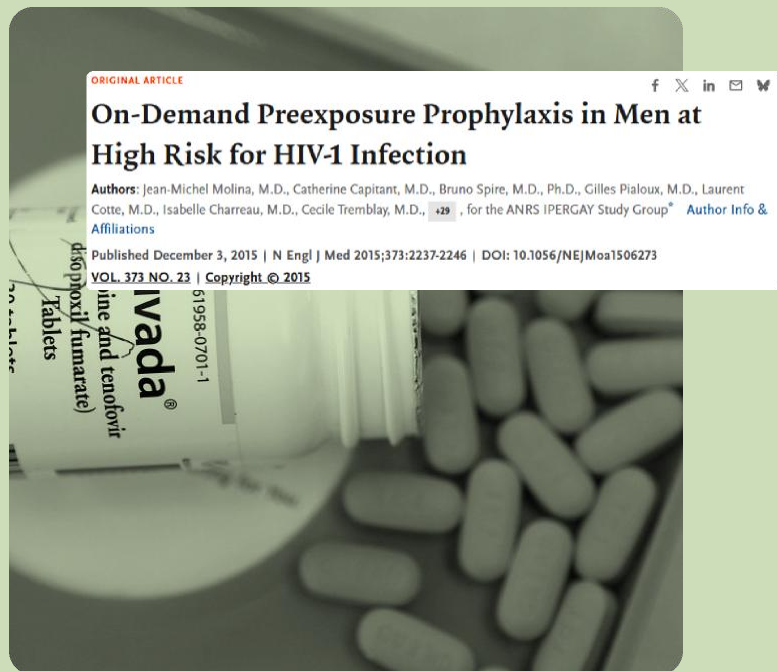 ORIGINAL ARTICLE
On-Demand Preexposure Prophylaxis in Men at
High Risk for HIV-1 Infection
Authors: Jean-Michel Molina, M.D., Catherine Capitant, M.D., Bruno Spire, M.D., Ph.D., Gilles Pialoux, M.D., Laurent
Cotte, M.D., Isabelle Charreau, M.D., Cecile Tremblay, M.D., +29 , for the ANRS IPERGAY Study Group* Author Info &
Affiliations
Published December 3, 2015 | N Engl J Med 2015;373:2237-2246 | DOI: 10.1056/NEJMoa1506273
VOL. 373 NO. 23 | Copyright © 2015
61958-0701-1
vada®
ine and tenofovir
disoproxil fumarate)
Tablets